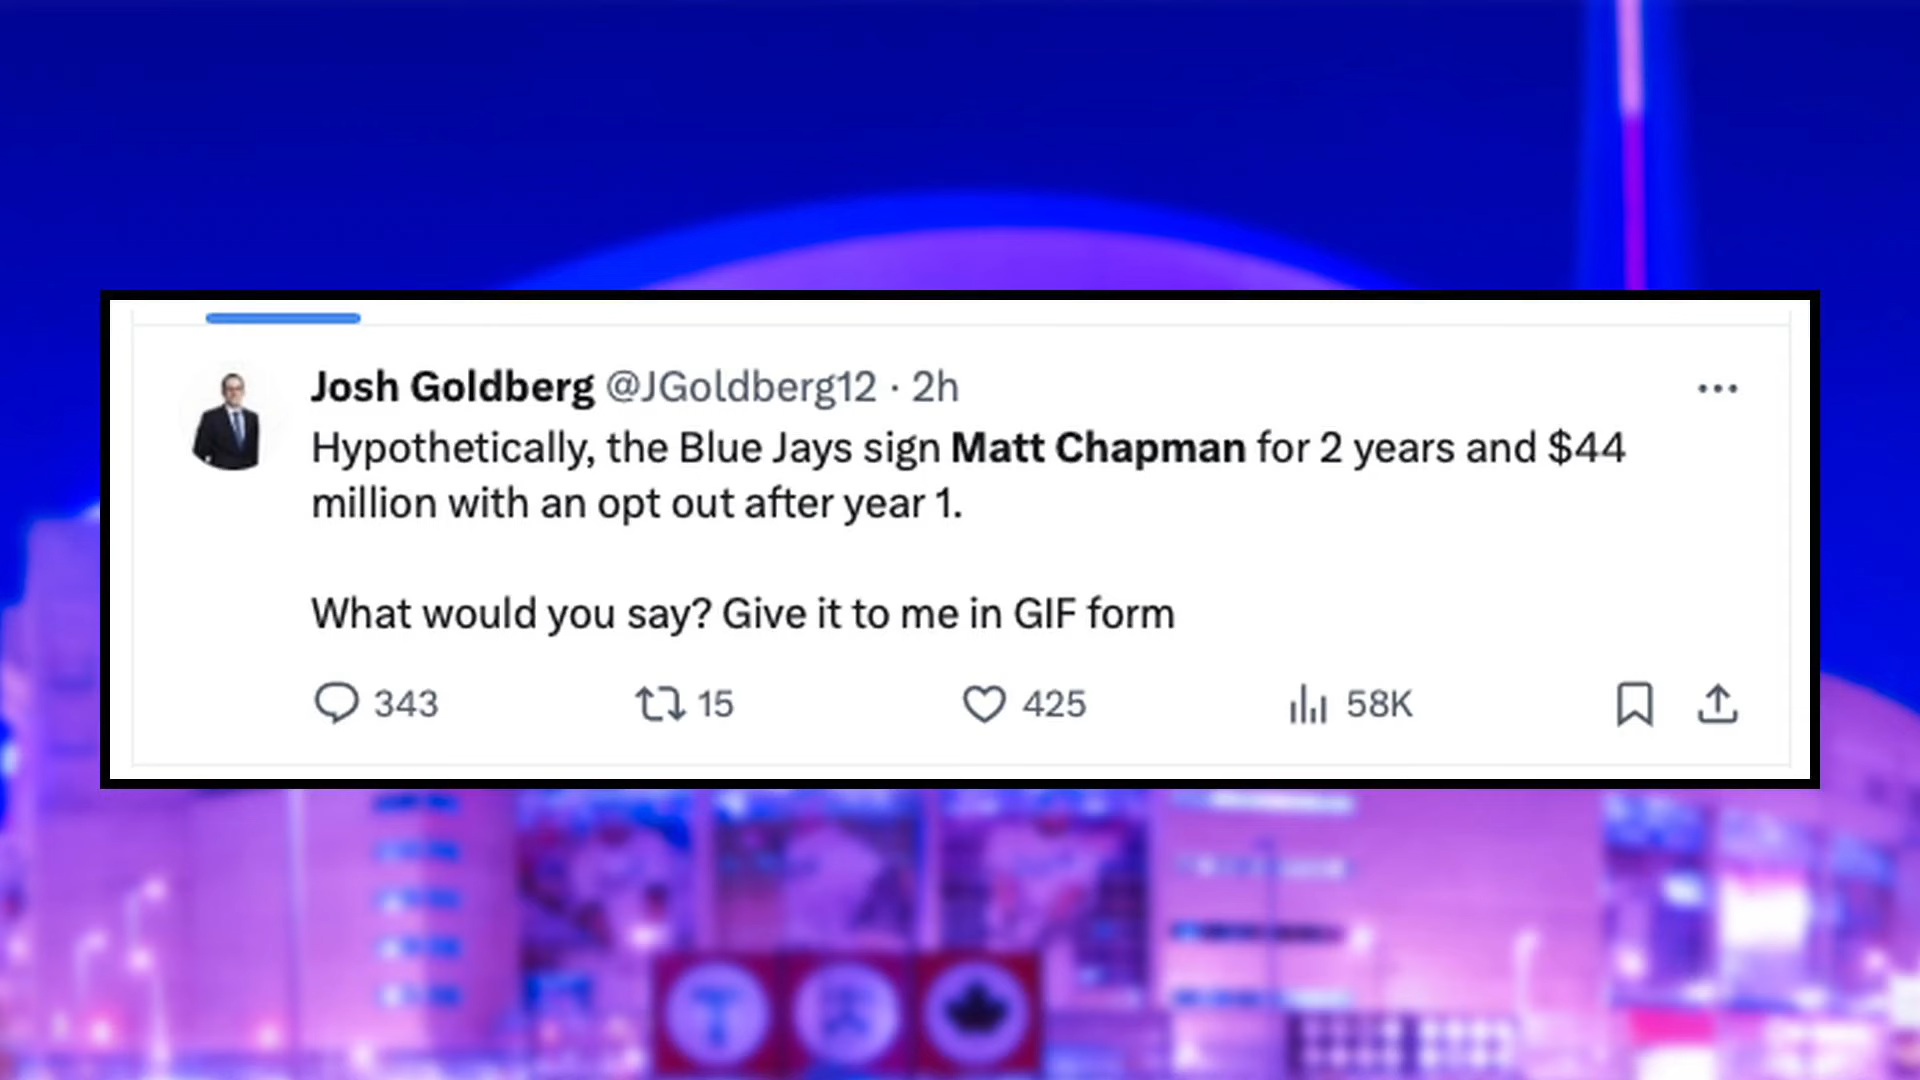 Josh Goldberg @JGoldberg12 · 2h
Hypothetically, the Blue Jays sign Matt Chapman for 2 years and $44
million with an opt out after year 1.
What would you say? Give it to me in GIF form
343 15 425 58K